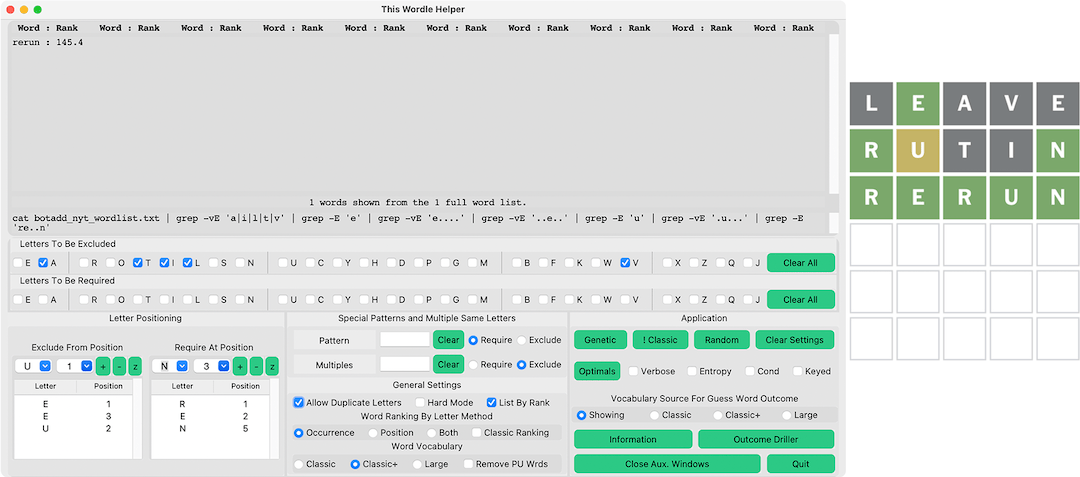 This Wordle Helper
Word : Rank Word : Rank Word : Rank Word : Rank Word : Rank Word : Rank Word : Rank Word : Rank Word : Rank Word : Rank
rerun : 145.4
1 words shown from the 1 full word list.
cat botadd_nyt_wordlist.txt | grep -vE 'a|i|l|t|v' | grep -E 'e' | grep -vE 'e....' | grep -vE '..e..' | grep -E 'u' | grep -vE '.u...' | grep -E
're..n'
Letters To Be Excluded
E A R O T I L S N U C Y H D P G M B F K W V X Z Q J Clear All
Letters To Be Required
E A R O T I L S N U C Y H D P G M B F K W V X Z Q J Clear All
Letter Positioning
Exclude From Position Require At Position
U 1 + - z N 3 + - z
Letter Position Letter Position
E 1 R 1
E 3 E 2
U 2 N 5
Special Patterns and Multiple Same Letters
Pattern Clear Require Exclude
Multiples Clear Require Exclude
General Settings
Allow Duplicate Letters Hard Mode List By Rank
Word Ranking By Letter Method
Occurrence Position Both Classic Ranking
Word Vocabulary
Classic Classic+ Large Remove PU Wrds
Application
Genetic ! Classic Random Clear Settings
Optimals Verbose Entropy Cond Keyed
Vocabulary Source For Guess Word Outcome
Showing Classic Classic+ Large
Information Outcome Driller
Close Aux. Windows Quit
L E A V E
R U T I N
R E R U N